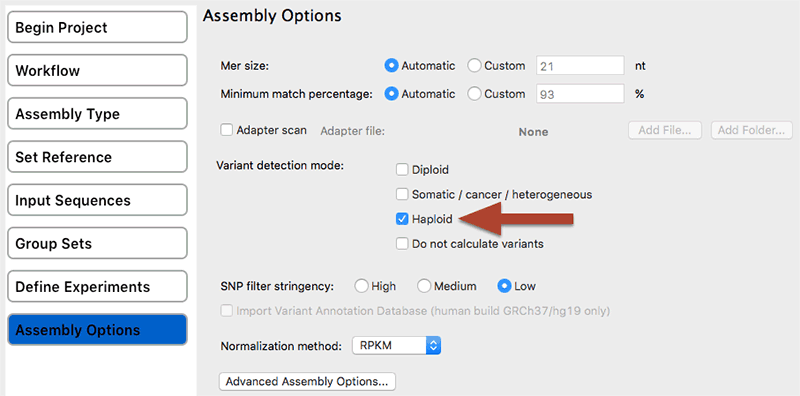 Begin Project
Workflow
Assembly Type
Set Reference
Input Sequences
Group Sets
Define Experiments
Assembly Options
Assembly Options
Mer size: Automatic Custom 21 nt
Minimum match percentage: Automatic Custom 93 %
Adapter scan Adapter file: None Add File... Add Folder...
Variant detection mode: Diploid
Somatic / cancer / heterogeneous
Haploid
Do not calculate variants
SNP filter stringency: High Medium Low
Import Variant Annotation Database (human build GRCh37/hg19 only)
Normalization method: RPKM
Advanced Assembly Options...